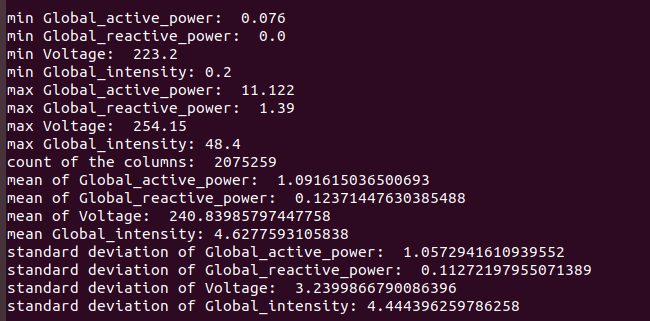 min Global_active_power:  0.076
min Global_reactive_power:  0.0
min Voltage:  223.2
min Global_intensity: 0.2
max Global_active_power:  11.122
max Global_reactive_power:  1.39
max Voltage:  254.15
max Global_intensity: 48.4
count of the columns:  2075259
mean of Global_active_power:  1.091615036500693
mean of Global_reactive_power:  0.12371447630385488
mean of Voltage:  240.83985797447758
mean Global_intensity: 4.6277593105838
standard deviation of Global_active_power:  1.0572941610939552
standard deviation of Global_reactive_power:  0.11272197955071389
standard deviation of Voltage:  3.2399866790086396
standard deviation of Global_intensity: 4.444396259786258